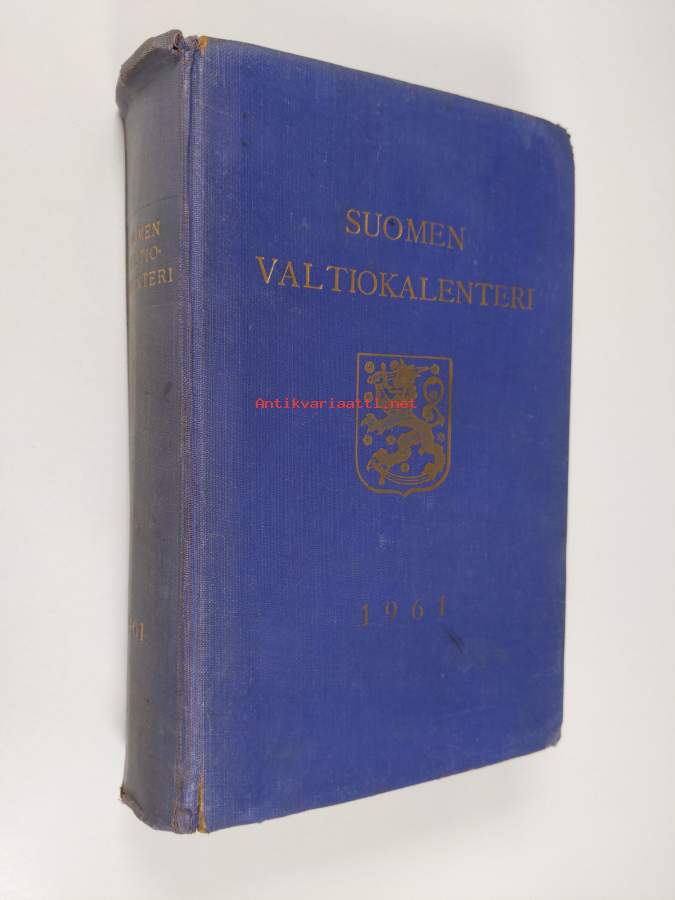 SUOMEN
VALTIOKALENTERI
Antikvariaatti.net
1961